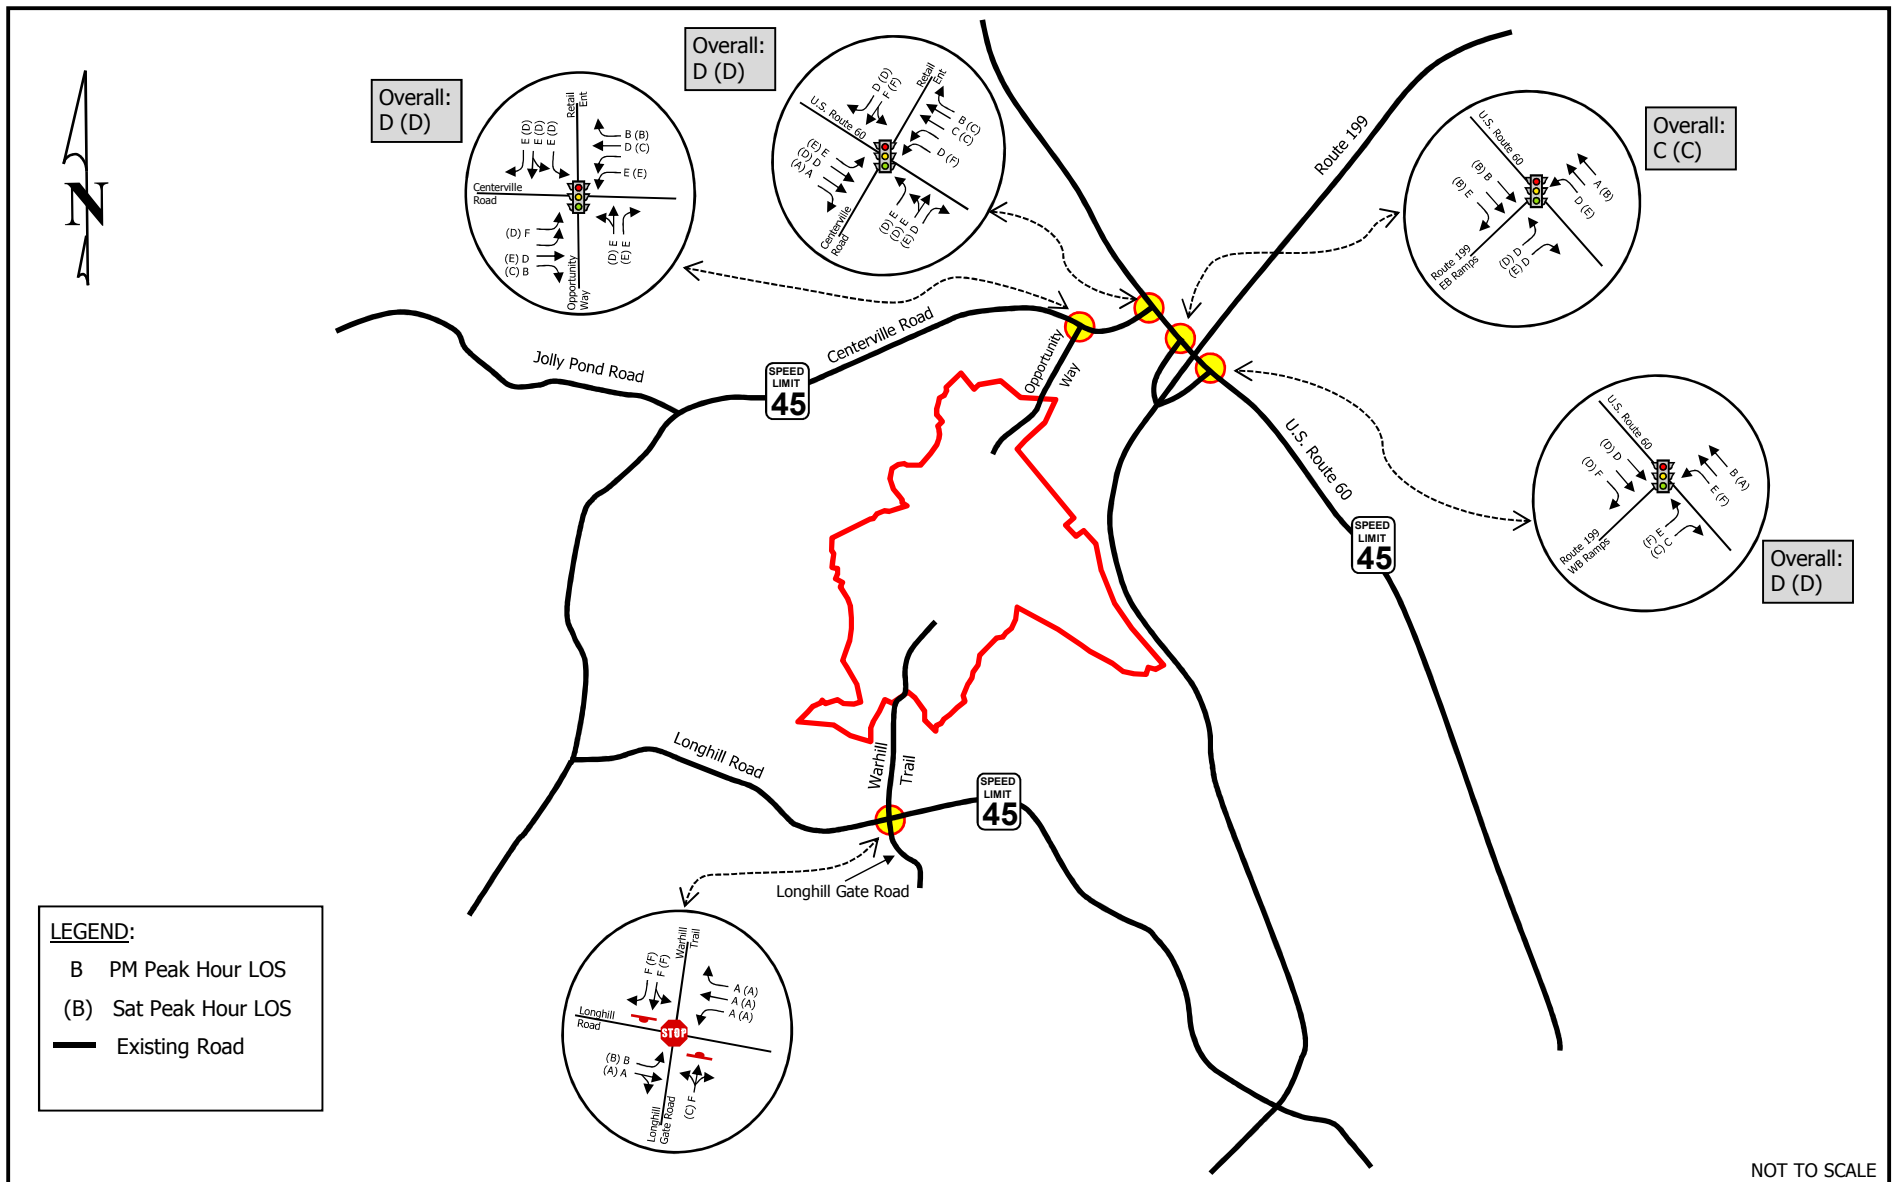 Overall:
D (D)
Overall:
D (D)
Overall:
C (C)
Overall:
D (D)
N
Retail
Ent
E (D)
E (D)
E (D)
B (B)
D (C)
E (E)
Centerville
Road
(D) F
(E) D
(C) B
(D) E
(E) E
Opportunity
Way
U.S. Route 60
D (D)
F (F)
Retail
Ent
B (C)
C (C)
D (F)
(E) E
(D) D
(A) A
Centerville
Road
(D) E
(D) E
(E) D
U.S. Route 60
(B) B
(B) E
A (B)
D (E)
Route 199
EB Ramps
(D) D
(E) D
U.S. Route 60
(D) D
(D) F
B (A)
E (F)
Route 199
WB Ramps
(F) E
(C) C
Route 199
Jolly Pond Road
Centerville Road
Opportunity
Way
SPEED
LIMIT
45
U.S. Route 60
SPEED
LIMIT
45
Longhill Road
Warhill
Trail
SPEED
LIMIT
45
Longhill Gate Road
Warhill
Trail
F (F)
F (F)
A (A)
A (A)
A (A)
Longhill
Road
STOP
(B) B
(A) A
(C) F
Longhill
Gate Road
LEGEND:
B PM Peak Hour LOS
(B) Sat Peak Hour LOS
Existing Road
NOT TO SCALE